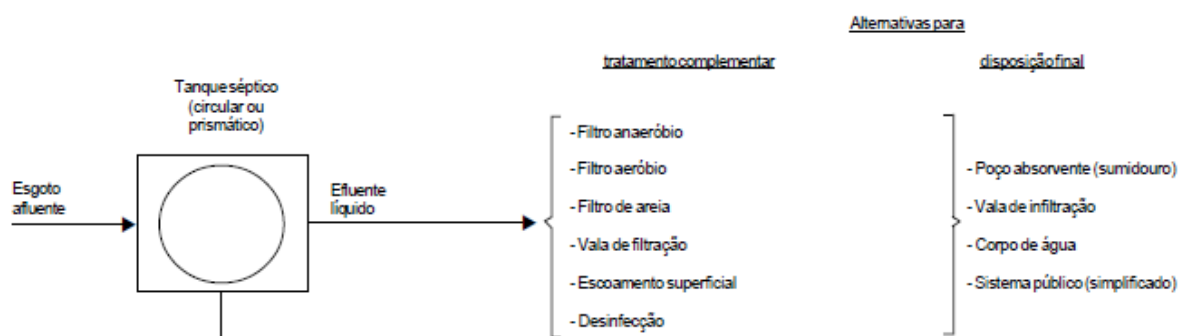 Alternativas para
tratamento complementar
disposição final
Tanque séptico
(circular ou
prismático)
Esgoto
afluente
Efluente
líquido
- Filtro anaeróbio
- Filtro aeróbio
- Filtro de areia
- Vala de filtração
- Escoamento superficial
- Desinfecção
- Poço absorvente (sumidouro)
- Vala de infiltração
- Corpo de água
- Sistema público (simplificado)